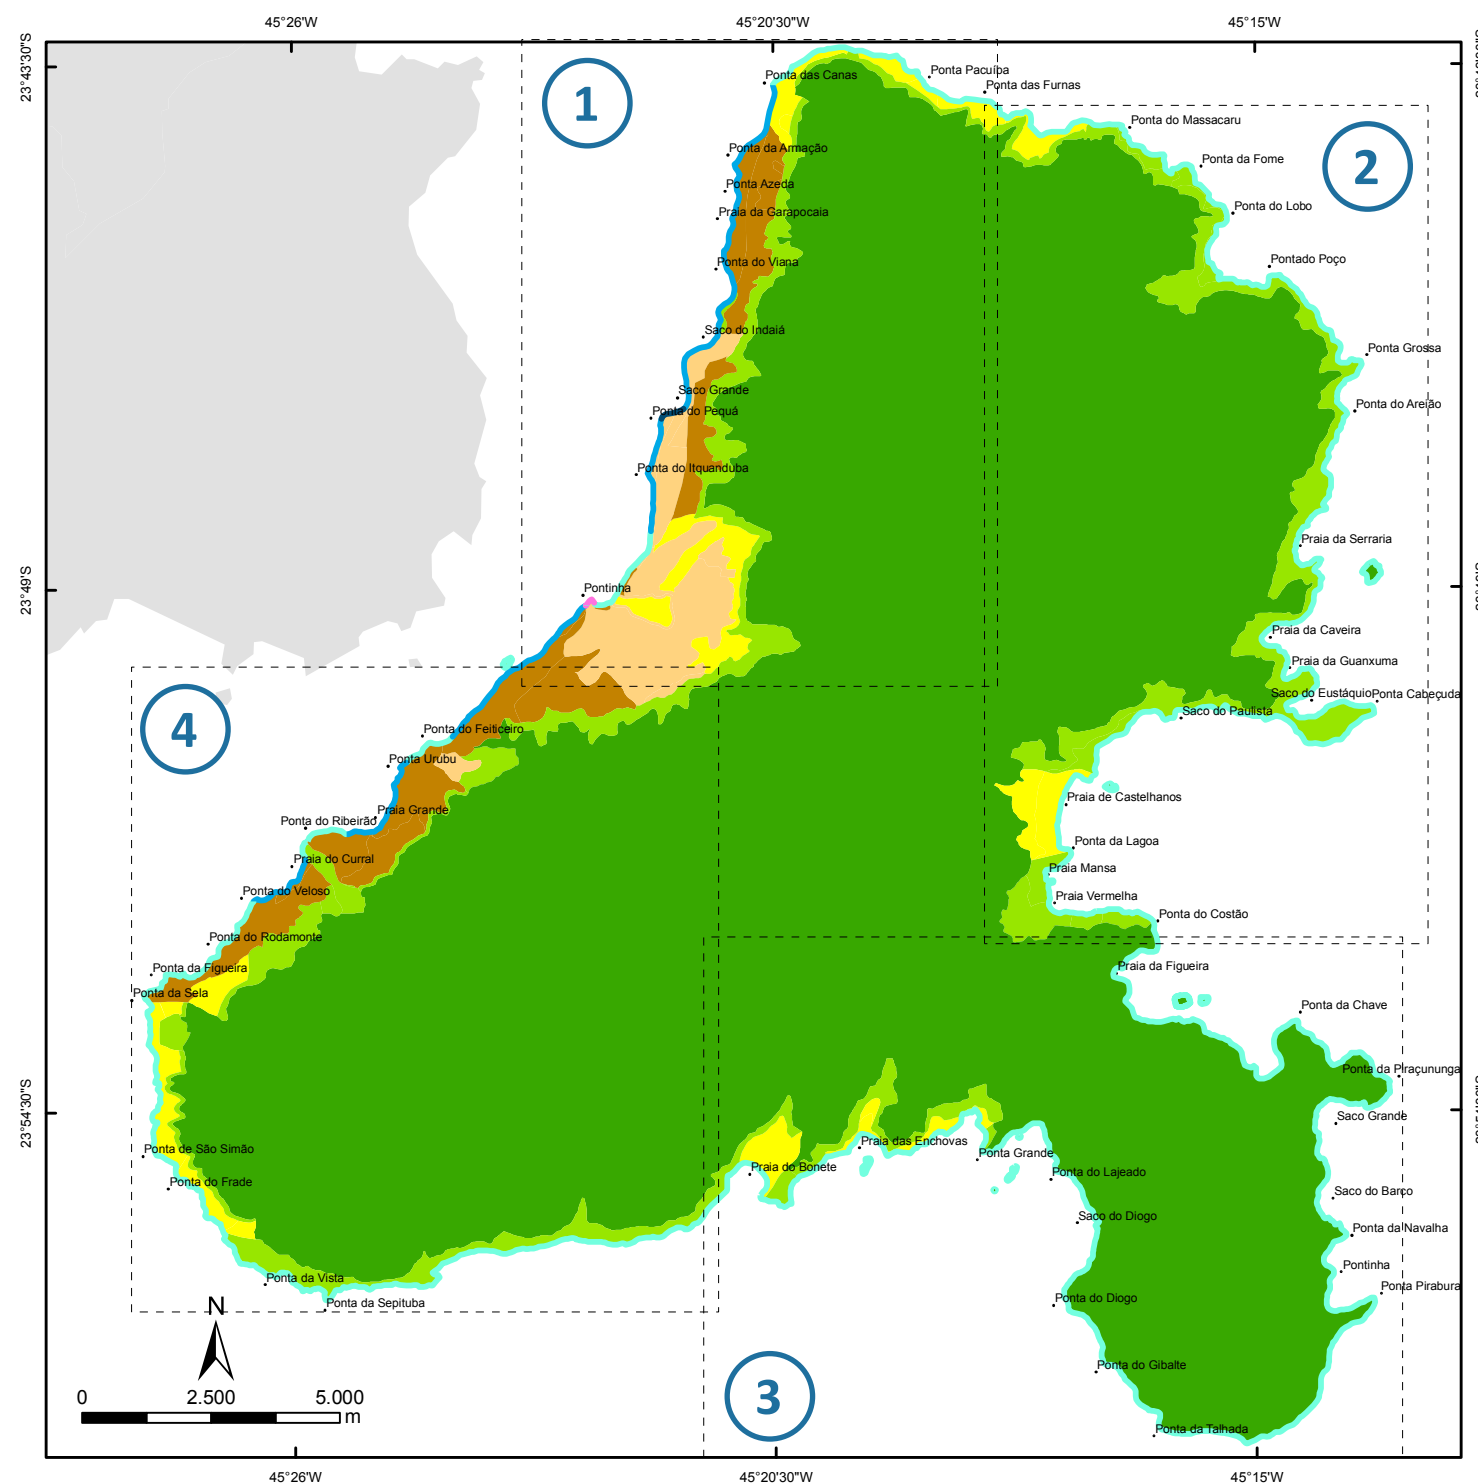 45°26'W
45°20'30"W
45°15'W
23°43'30"S
1
2
Ponta das Canas
Ponta Pacuíba
Ponta das Furnas
Ponta do Massacaru
Ponta da Armação
Ponta da Fome
Ponta Azeda
Praia da Garapocaia
Ponta do Lobo
Ponta do Viana
Pontado Poço
Saco do Indaiá
Ponta Grossa
Saco Grande
Ponta do Pequá
Ponta do Areião
Ponta do Itquanduba
Praia da Serraria
23°49'S
Pontinha
Praia da Caveira
Praia da Guanxuma
Saco do Eustáquio
Ponta Cabeçuda
Saco do Paulista
4
Ponta do Feiticeiro
Ponta Urubu
Praia de Castelhanos
Praia Grande
Ponta do Ribeirão
Ponta da Lagoa
Praia do Curral
Praia Mansa
Ponta do Veloso
Praia Vermelha
Ponta do Costão
Ponta do Rodamonte
Ponta da Figueira
Praia da Figueira
Ponta da Sela
Ponta da Chave
Ponta da Piraçununga
23°54'30"S
Saco Grande
Ponta de São Simão
Praia das Enchovas
Ponta Grande
Praia do Bonete
Ponta do Lajeado
Ponta do Frade
Saco do Barco
Saco do Diogo
Ponta da Navalha
Pontinha
Ponta da Vista
Ponta Pirabura
Ponta da Sepituba
Ponta do Diogo
N
Ponta do Gibalte
3
0 2.500 5.000
m
Ponta da Talhada
45°26'W
45°20'30"W
45°15'W